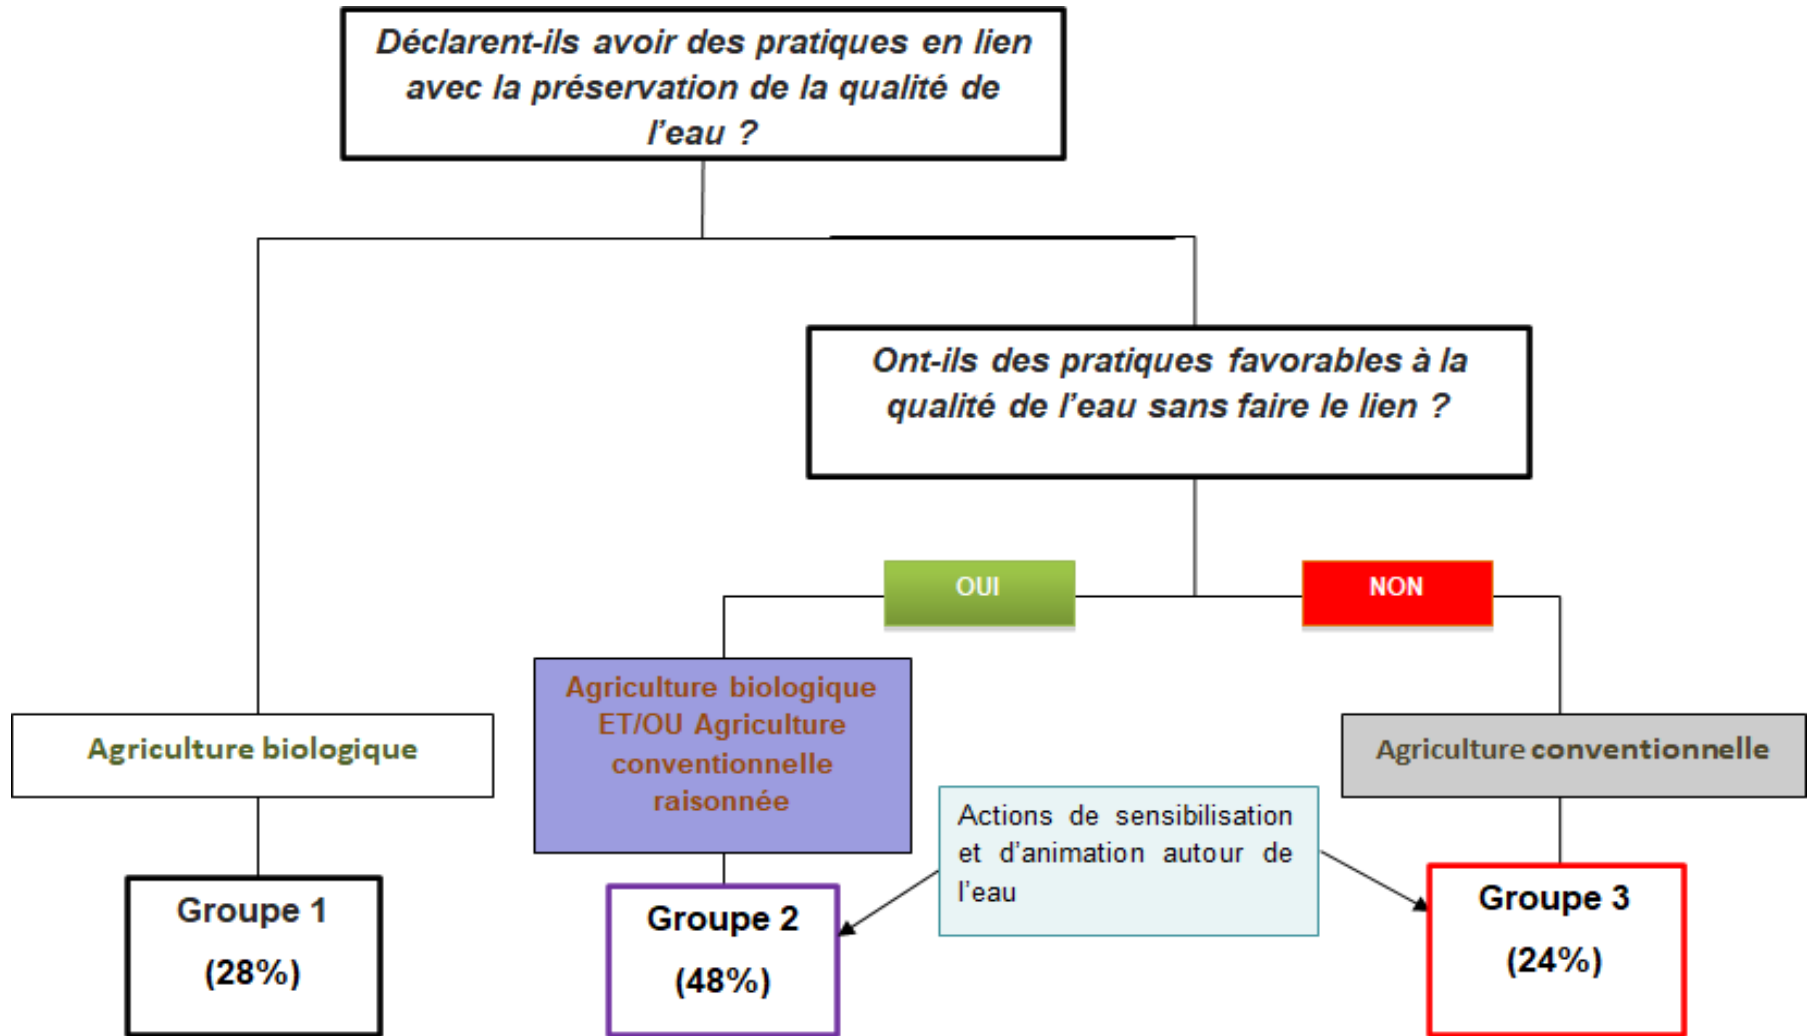 Déclarent-ils avoir des pratiques en lien
avec la préservation de la qualité de
l'eau ?
Ont-ils des pratiques favorables à la
qualité de l'eau sans faire le lien ?
OUI
NON
Agriculture biologique
Agriculture biologique
ET/OU Agriculture
conventionnelle
raisonnée
Agriculture conventionnelle
Actions de sensibilisation
et d'animation autour de
l'eau
Groupe 1
(28%)
Groupe 2
(48%)
Groupe 3
(24%)